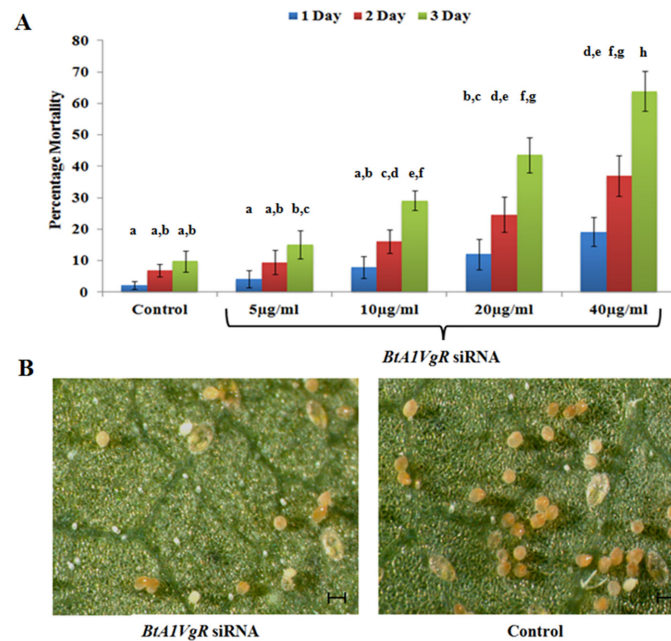 A
1 Day 2 Day 3 Day
Percentage Mortality
80
70
60
50
40
30
20
10
0
a a,b a,b
a a,b b,c
a,b c,d e,f
b,c d,e f,g
d,e f,g h
Control 5µg/ml 10µg/ml 20µg/ml 40µg/ml
BtA1VgR siRNA
B
BtA1VgR siRNA Control